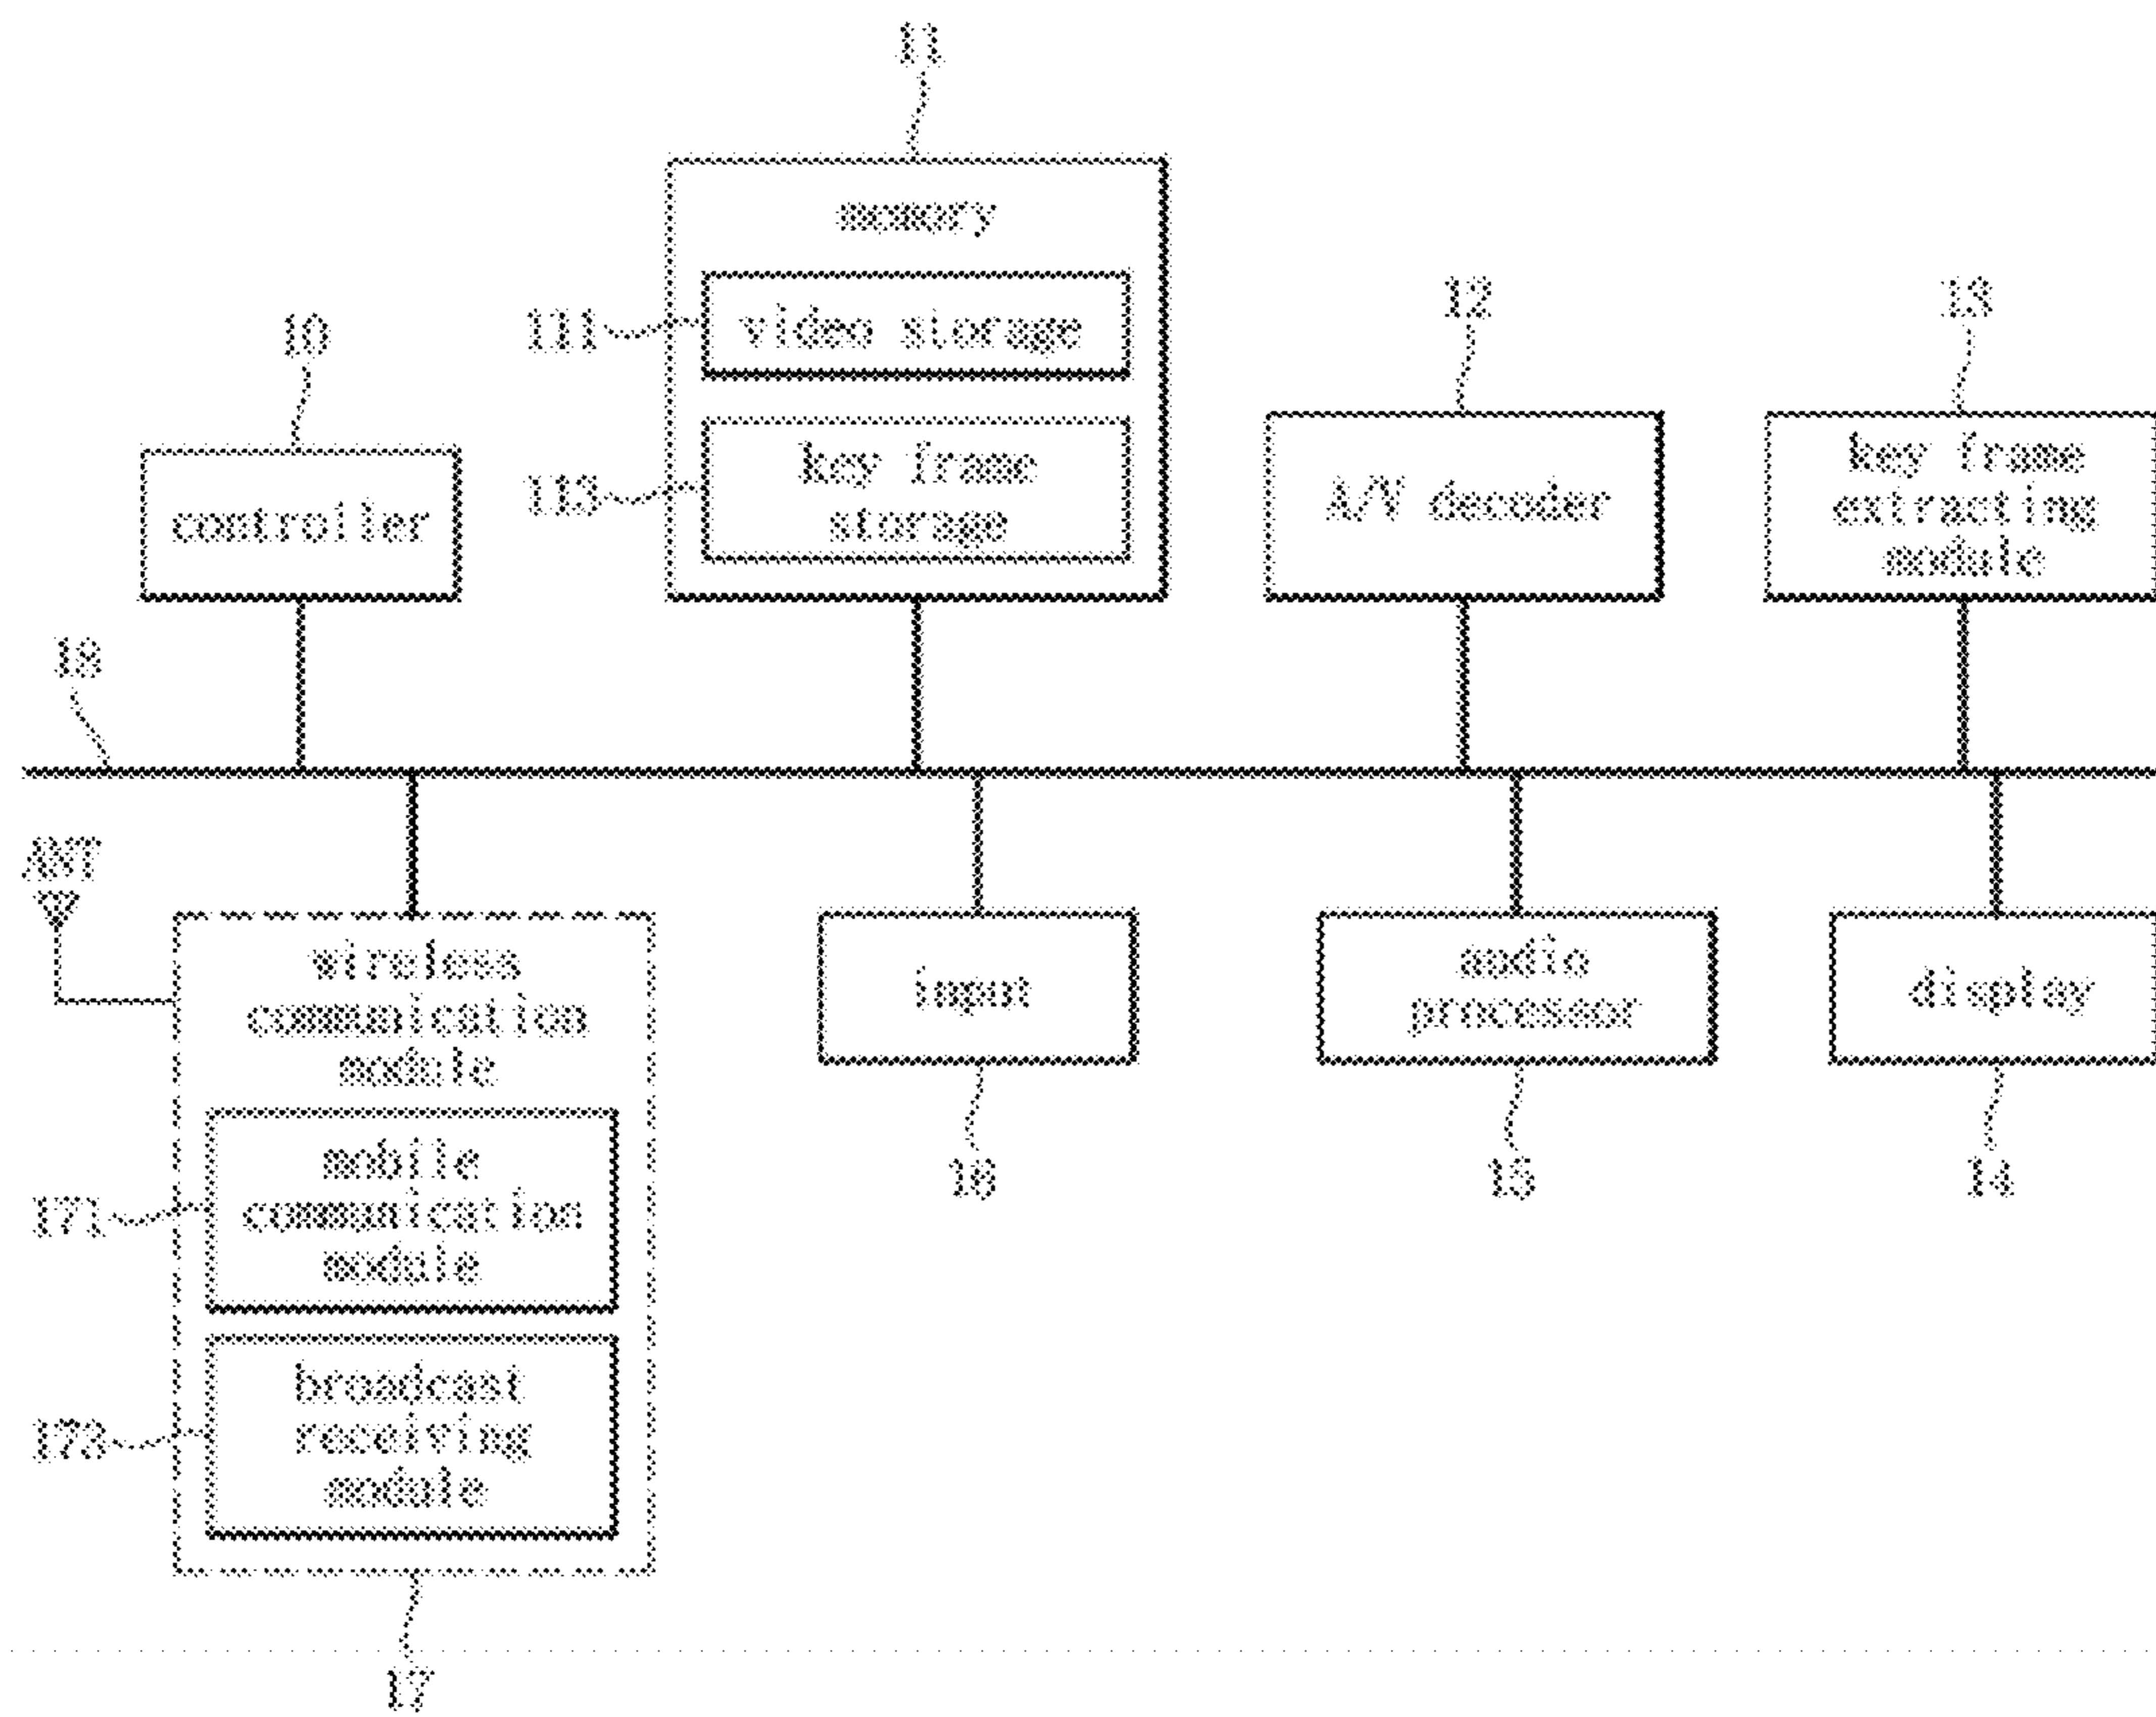 11
memory
111
video storage
113
key frame
storage
10
controller
12
A/V decoder
13
key frame
extracting
module
18
ANT
wireless
communication
module
171
mobile
communication
module
173
broadcast
receiving
module
17
input
16
audio
processor
15
display
14